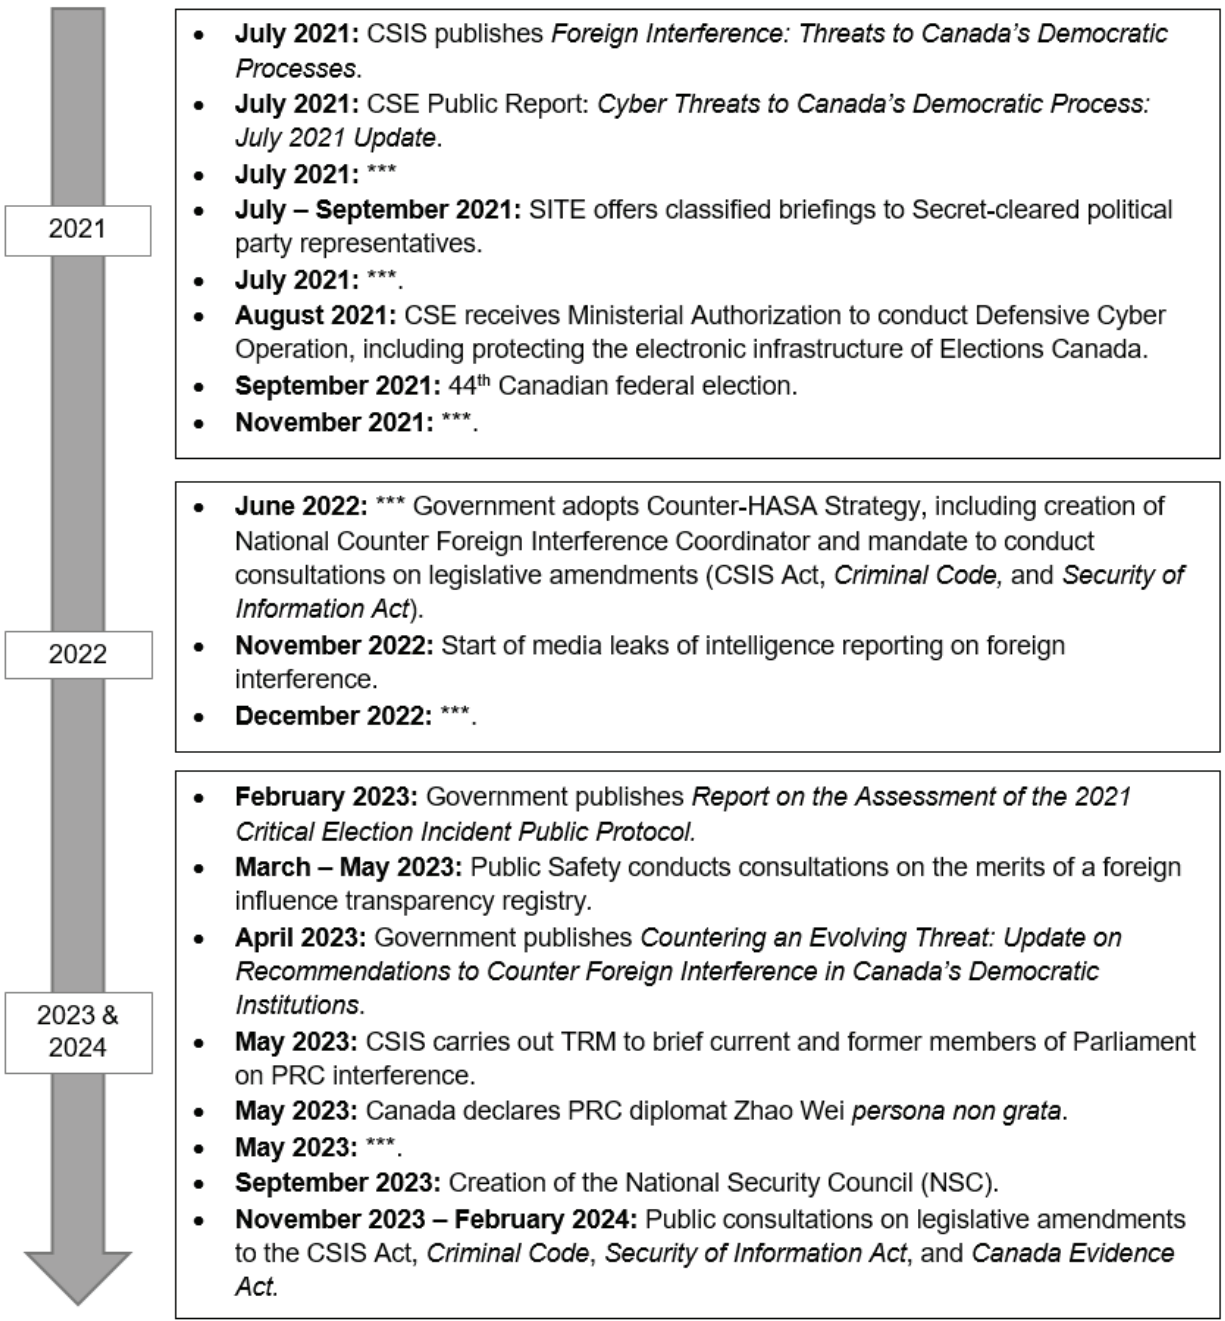 2021
• July 2021: CSIS publishes Foreign Interference: Threats to Canada’s Democratic
Processes.
• July 2021: CSE Public Report: Cyber Threats to Canada’s Democratic Process:
July 2021 Update.
• July 2021: ***
• July – September 2021: SITE offers classified briefings to Secret-cleared political
party representatives.
• July 2021: ***.
• August 2021: CSE receives Ministerial Authorization to conduct Defensive Cyber
Operation, including protecting the electronic infrastructure of Elections Canada.
• September 2021: 44th Canadian federal election.
• November 2021: ***.
2022
• June 2022: *** Government adopts Counter-HASA Strategy, including creation of
National Counter Foreign Interference Coordinator and mandate to conduct
consultations on legislative amendments (CSIS Act, Criminal Code, and Security of
Information Act).
• November 2022: Start of media leaks of intelligence reporting on foreign
interference.
• December 2022: ***.
2023 &
2024
• February 2023: Government publishes Report on the Assessment of the 2021
Critical Election Incident Public Protocol.
• March – May 2023: Public Safety conducts consultations on the merits of a foreign
influence transparency registry.
• April 2023: Government publishes Countering an Evolving Threat: Update on
Recommendations to Counter Foreign Interference in Canada’s Democratic
Institutions.
• May 2023: CSIS carries out TRM to brief current and former members of Parliament
on PRC interference.
• May 2023: Canada declares PRC diplomat Zhao Wei persona non grata.
• May 2023: ***.
• September 2023: Creation of the National Security Council (NSC).
• November 2023 – February 2024: Public consultations on legislative amendments
to the CSIS Act, Criminal Code, Security of Information Act, and Canada Evidence
Act.